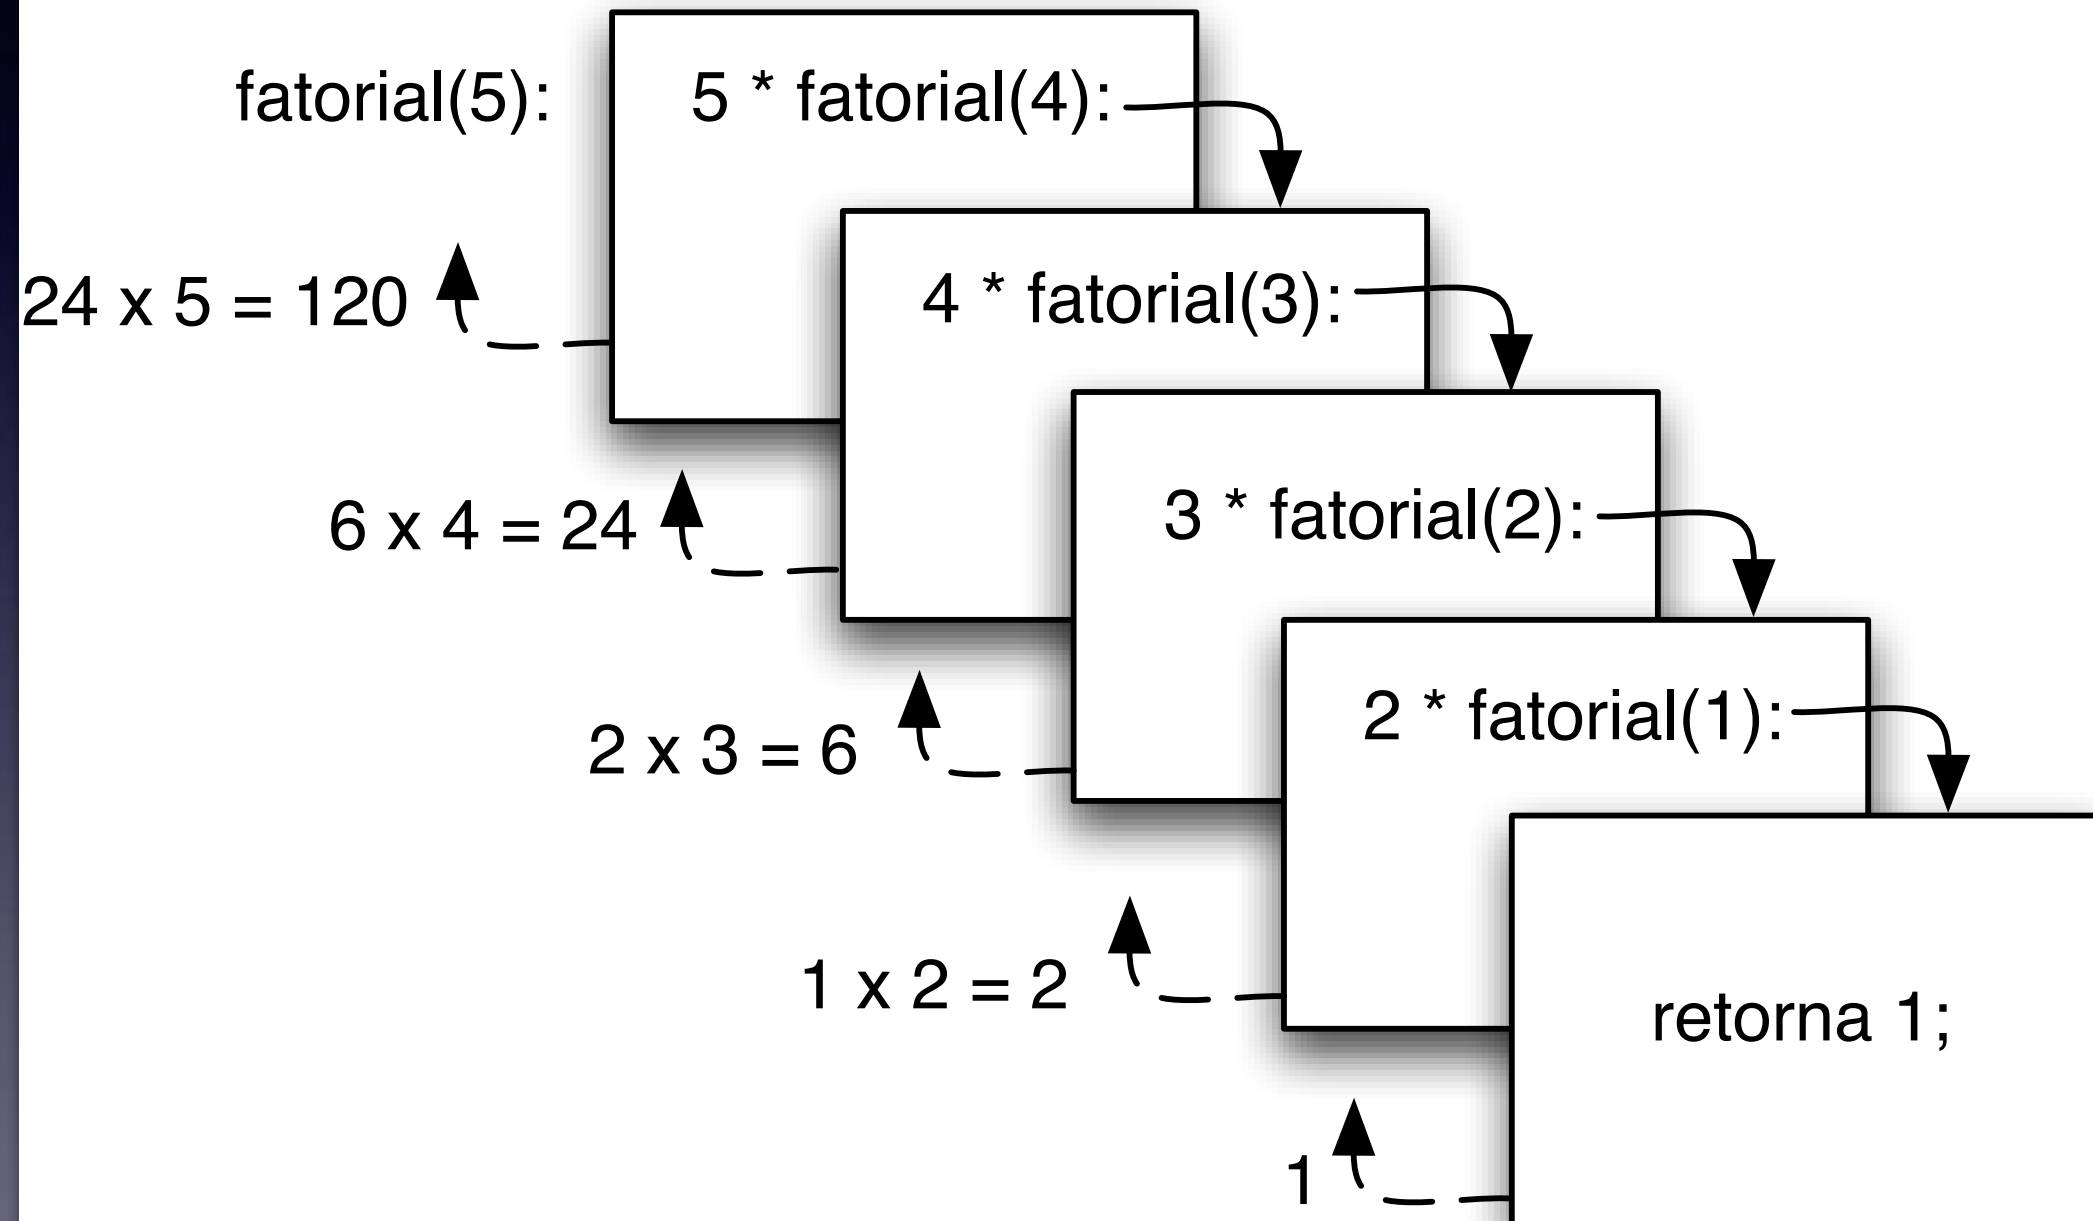 fatorial(5):
5 * fatorial(4):
24 x 5 = 120
4 * fatorial(3):
6 x 4 = 24
3 * fatorial(2):
2 x 3 = 6
2 * fatorial(1):
1 x 2 = 2
retorna 1;
1